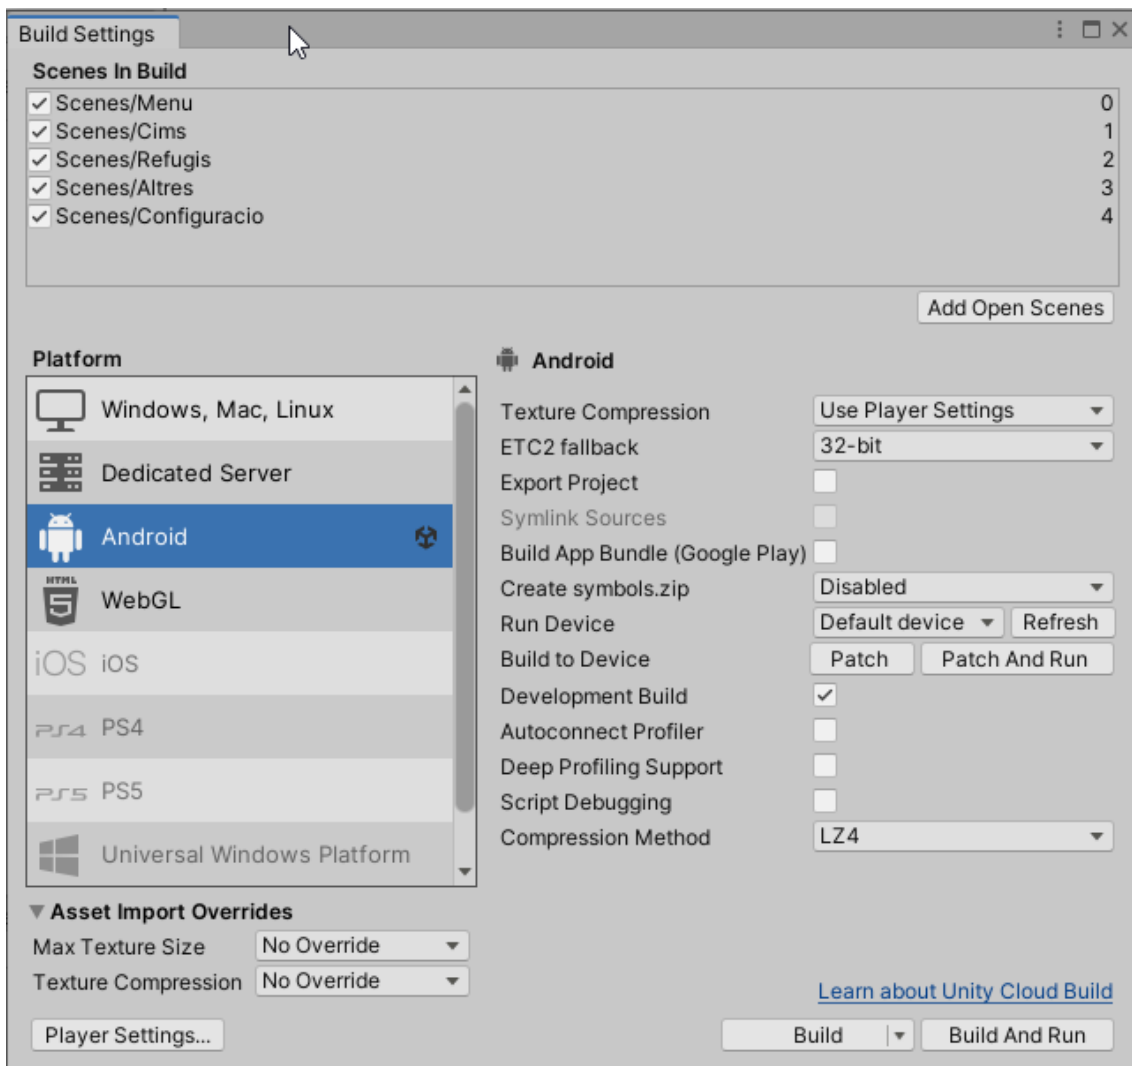 Build Settings
Scenes In Build
Scenes/Menu 0
Scenes/Cims 1
Scenes/Refugis 2
Scenes/Altres 3
Scenes/Configuracio 4
Add Open Scenes
Platform
Windows, Mac, Linux
Dedicated Server
Android
HTML 5 WebGL
iOS iOS
PS4 PS4
PS5 PS5
Universal Windows Platform
Android
Texture Compression Use Player Settings
ETC2 fallback 32-bit
Export Project
Symlink Sources
Build App Bundle (Google Play)
Create symbols.zip Disabled
Run Device Default device Refresh
Build to Device Patch Patch And Run
Development Build
Autoconnect Profiler
Deep Profiling Support
Script Debugging
Compression Method LZ4
Asset Import Overrides
Max Texture Size No Override
Texture Compression No Override
Learn about Unity Cloud Build
Player Settings... Build Build And Run